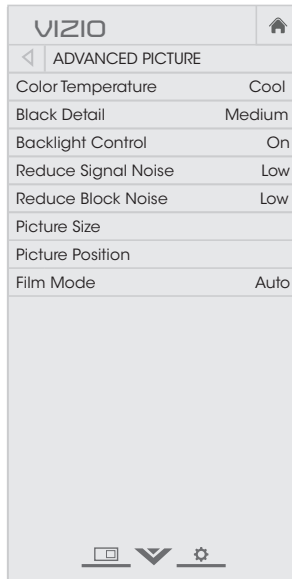 VIZIO
ADVANCED PICTURE
Color Temperature Cool
Black Detail Medium
Backlight Control On
Reduce Signal Noise Low
Reduce Block Noise Low
Picture Size
Picture Position
Film Mode Auto